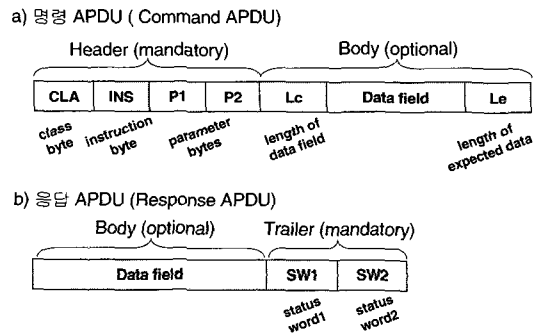 a) 명령 APDU ( Command APDU)
Header (mandatory) Body (optional)
CLA INS P1 P2 Lc Data field Le
class byte instruction byte parameter bytes length of data field length of expected data
b) 응답 APDU (Response APDU)
Body (optional) Trailer (mandatory)
Data field SW1 SW2
status word1 status word2